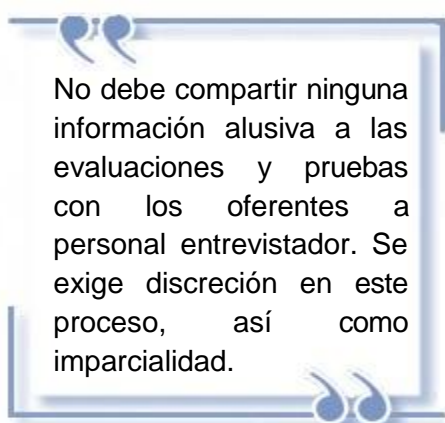 No debe compartir ninguna
información alusiva a las
evaluaciones y pruebas
con los oferentes a
personal entrevistador. Se
exige discreción en este
proceso, así como
imparcialidad.